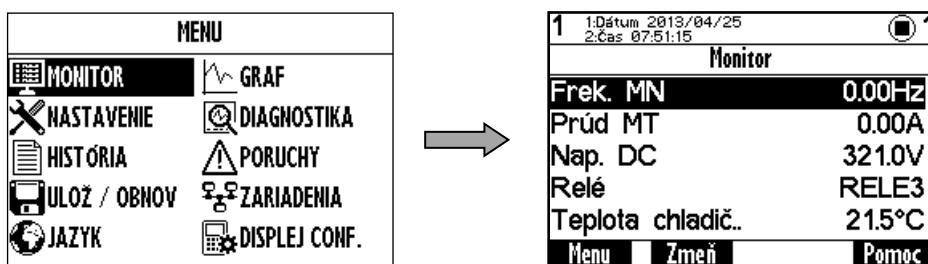 MENU
MONITOR
GRAF
NASTAVENIE
DIAGNOSTIKA
HISTÓRIA
PORUCHY
ULOŽ / OBNOV
ZARIADENIA
JAZYK
DISPLEJ CONF.
1
1:Dátum 2013/04/25
2:Čas 07:51:15
Monitor
Frek. MN 0.00Hz
Prúd MT 0.00A
Nap. DC 321.0V
Relé RELE3
Teplota chladič.. 21.5°C
Menu Zmeň Pomoc